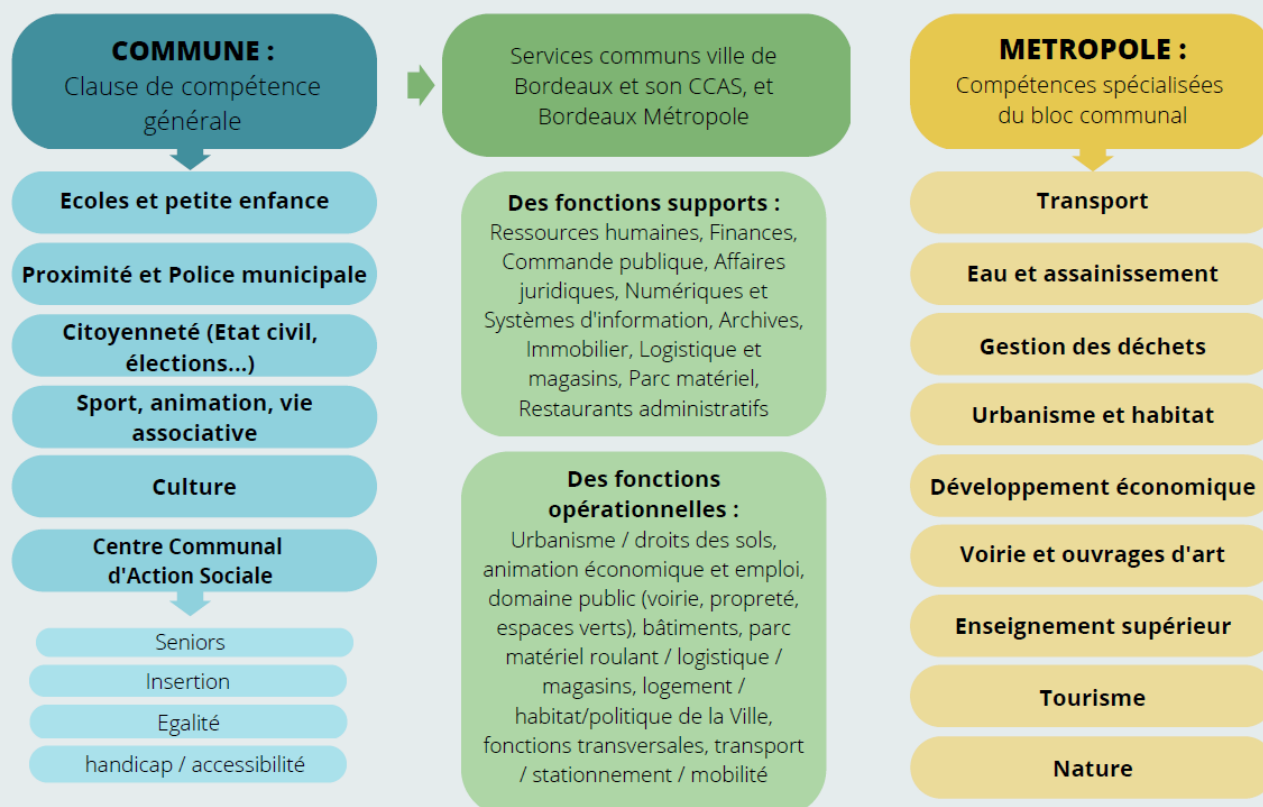 COMMUNE :
Clause de compétence
générale
Ecoles et petite enfance
Proximité et Police municipale
Citoyenneté (Etat civil,
élections...)
Sport, animation, vie
associative
Culture
Centre Communal
d'Action Sociale
Seniors
Insertion
Egalité
handicap / accessibilité
Services communs ville de
Bordeaux et son CCAS, et
Bordeaux Métropole
Des fonctions supports :
Ressources humaines, Finances,
Commande publique, Affaires
juridiques, Numériques et
Systèmes d'information, Archives,
Immobilier, Logistique et
magasins, Parc matériel,
Restaurants administratifs
Des fonctions
opérationnelles :
Urbanisme / droits des sols,
animation économique et emploi,
domaine public (voirie, propreté,
espaces verts), bâtiments, parc
matériel roulant / logistique /
magasins, logement /
habitat/politique de la Ville,
fonctions transversales, transport
/ stationnement / mobilité
METROPOLE :
Compétences spécialisées
du bloc communal
Transport
Eau et assainissement
Gestion des déchets
Urbanisme et habitat
Développement économique
Voirie et ouvrages d'art
Enseignement supérieur
Tourisme
Nature